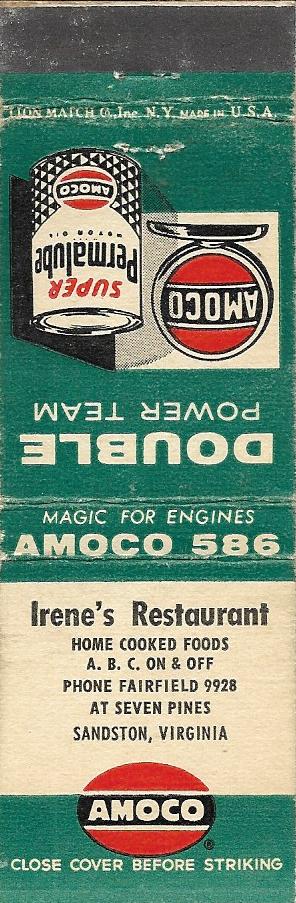 LION MATCH Co., Inc. N.Y. MADE IN U.S.A.
DOUBLE
POWER TEAM
AMOCO
SUPER
Permalube
MOTOR OIL
AMOCO
MAGIC FOR ENGINES
AMOCO 586
Irene's Restaurant
HOME COOKED FOODS
A. B. C. ON & OFF
PHONE FAIRFIELD 9928
AT SEVEN PINES
SANDSTON, VIRGINIA
AMOCO®
CLOSE COVER BEFORE STRIKING